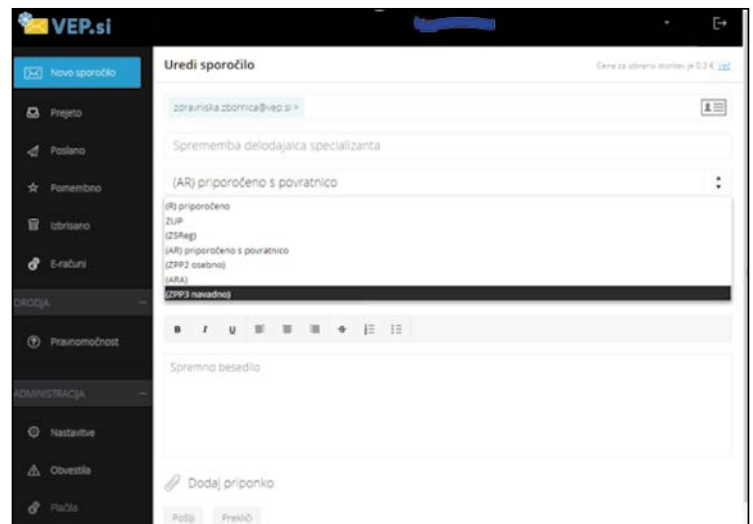 VEP.si
Novo sporočilo
Prejeto
Poslano
Pomembno
Izbrisano
E-računi
ORODJA
Pravnomočnost
ADMINISTRACIJA
Nastavitve
Obvestila
Plačila
Uredi sporočilo
Cena za izbrano storitev je 0.3 € Več
zdravniska.zbornica@vep.si ×
Sprememba delodajalca specializanta
(AR) priporočeno s povratnico
(R) priporočeno
ZUP
(ZSReg)
(AR) priporočeno s povratnico
(ZPP2 osebno)
(ARA)
(ZPP3 navadno)
B I U S
Spremno besedilo
Dodaj priponko
Pošlji Prekliči